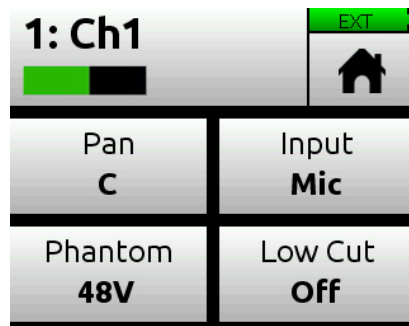 1: Ch1
EXT
Pan
C
Input
Mic
Phantom
48V
Low Cut
Off